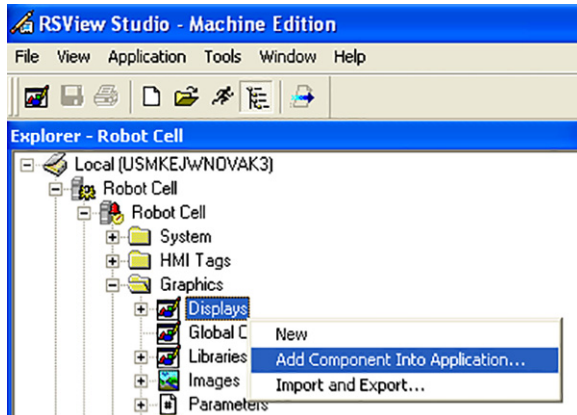 RSView Studio - Machine Edition
File View Application Tools Window Help
Explorer - Robot Cell
Local (USMKEJWNOVAK3)
Robot Cell
Robot Cell
System
HMI Tags
Graphics
Displays
Global C
Libraries
Images
Parameters
New
Add Component Into Application...
Import and Export...